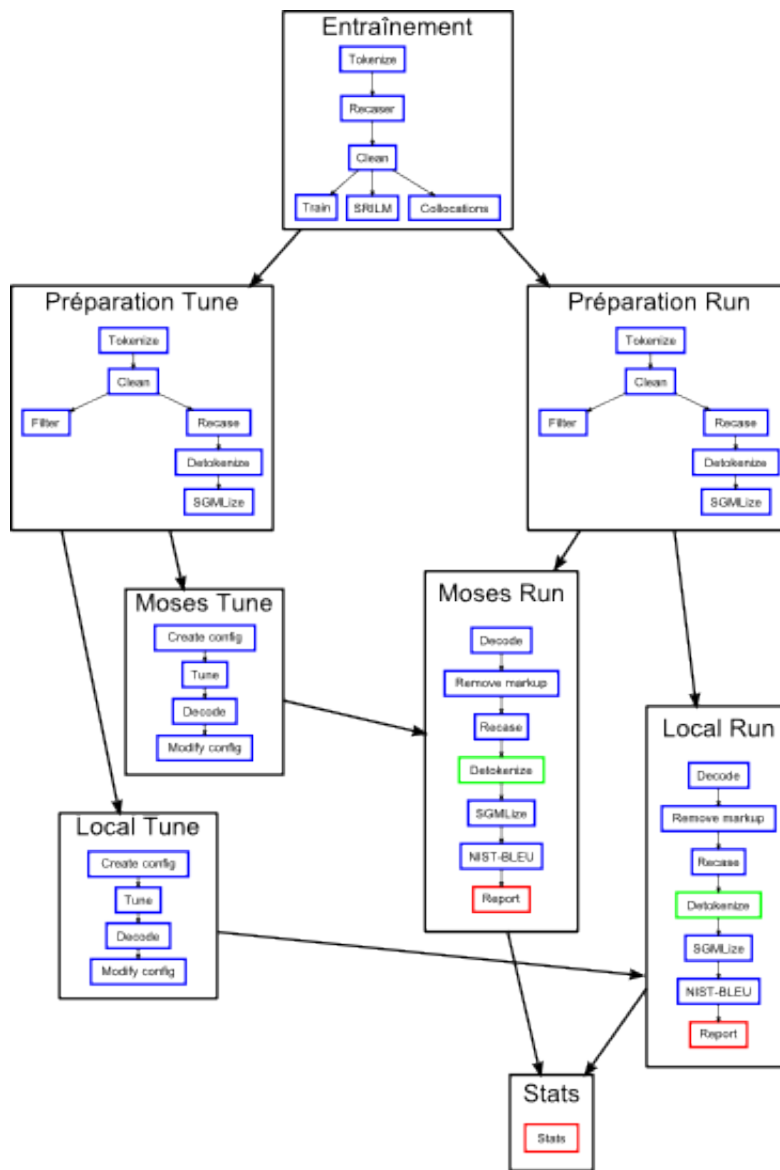 Entraînement
Tokenize
Recaser
Clean
Train SRILM Collocations
Préparation Tune
Tokenize
Clean
Filter Recase
Detokenize
SGMLize
Préparation Run
Tokenize
Clean
Filter Recase
Detokenize
SGMLize
Moses Tune
Create config
Tune
Decode
Modify config
Moses Run
Decode
Remove markup
Recase
Detokenize
SGMLize
NIST-BLEU
Report
Local Run
Decode
Remove markup
Recase
Detokenize
SGMLize
NIST-BLEU
Report
Local Tune
Create config
Tune
Decode
Modify config
Stats
Stats